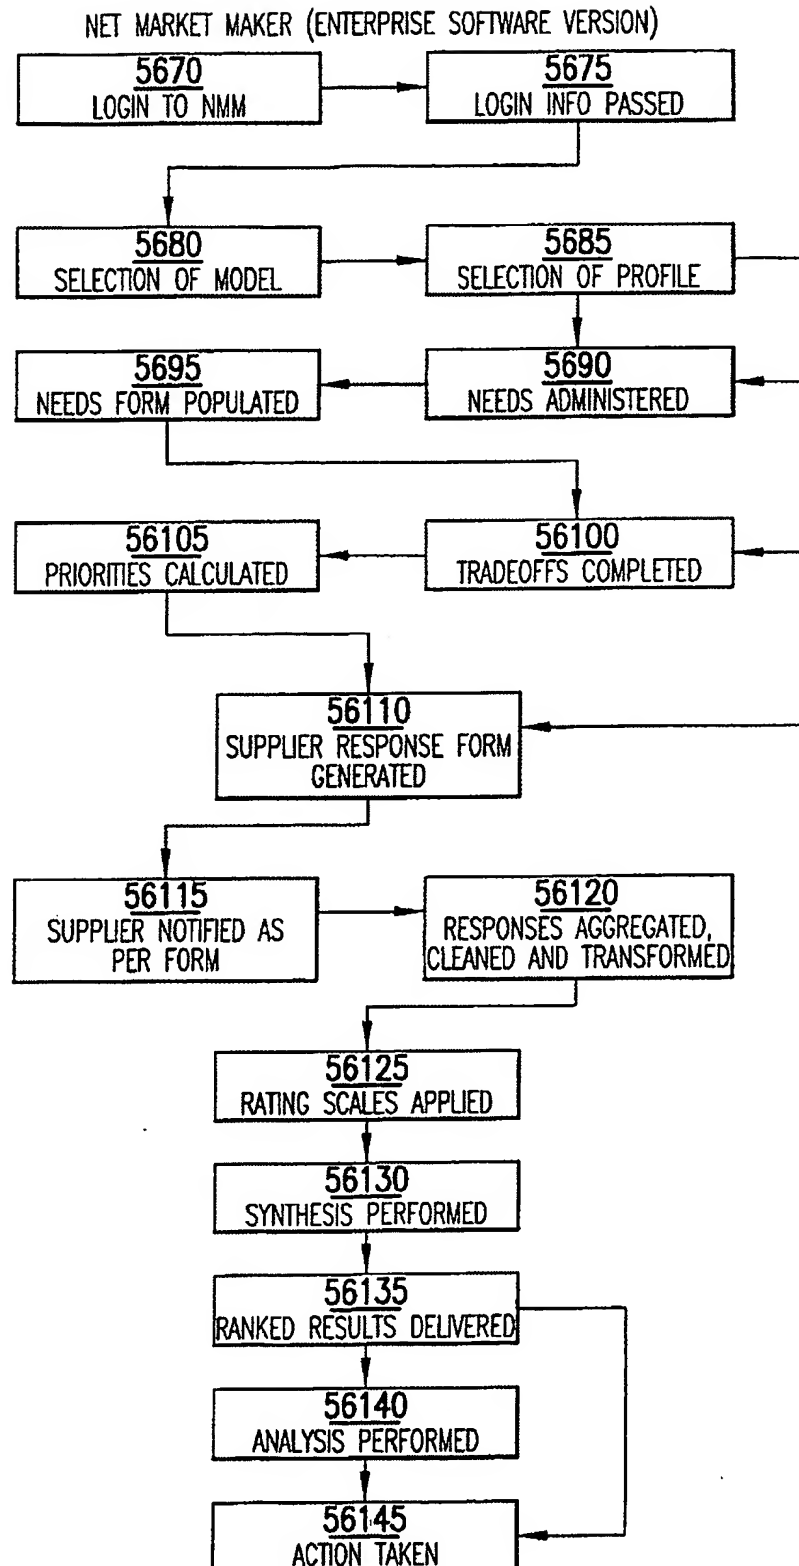 NET MARKET MAKER (ENTERPRISE SOFTWARE VERSION)
5670
LOGIN TO NMM
5675
LOGIN INFO PASSED
5680
SELECTION OF MODEL
5685
SELECTION OF PROFILE
5695
NEEDS FORM POPULATED
5690
NEEDS ADMINISTERED
56105
PRIORITIES CALCULATED
56100
TRADEOFFS COMPLETED
56110
SUPPLIER RESPONSE FORM
GENERATED
56115
SUPPLIER NOTIFIED AS
PER FORM
56120
RESPONSES AGGREGATED,
CLEANED AND TRANSFORMED
56125
RATING SCALES APPLIED
56130
SYNTHESIS PERFORMED
56135
RANKED RESULTS DELIVERED
56140
ANALYSIS PERFORMED
56145
ACTION TAKEN